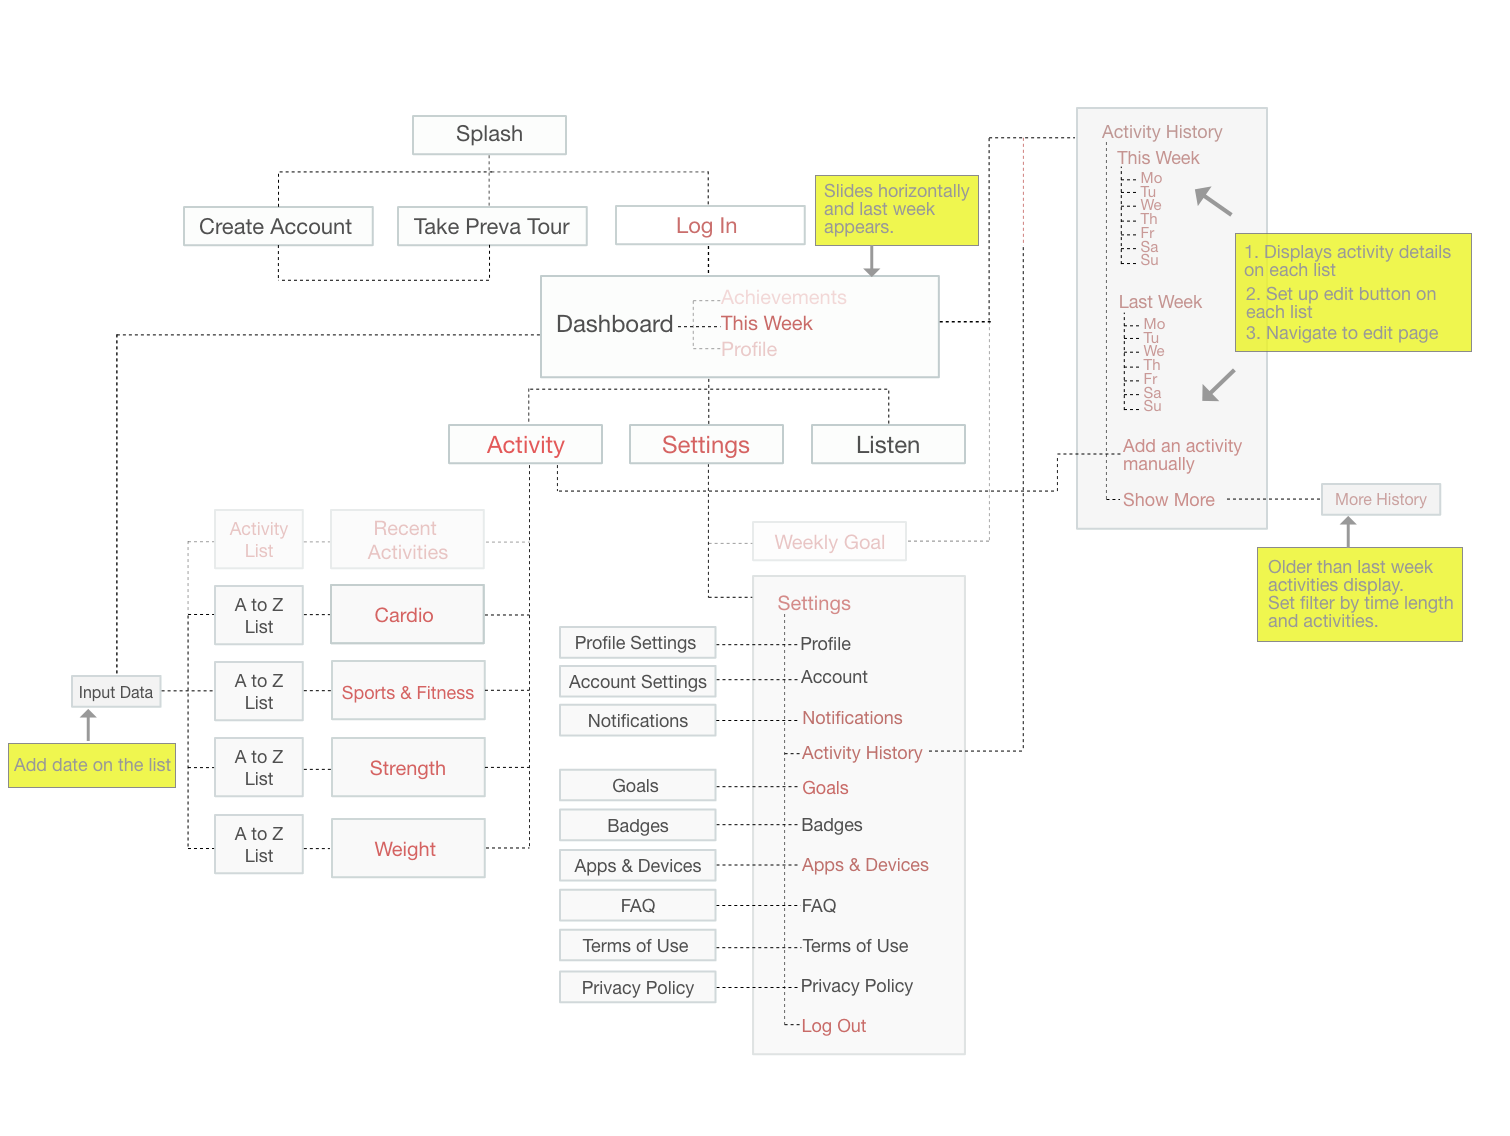 Splash
Create Account
Take Preva Tour
Log In
Slides horizontally
and last week
appears.
Dashboard
Achievements
This Week
Profile
Activity
Settings
Listen
Activity
List
Recent
Activities
A to Z
List
Cardio
A to Z
List
Sports & Fitness
A to Z
List
Strength
A to Z
List
Weight
Input Data
Add date on the list
Weekly Goal
Settings
Profile Settings
Profile
Account Settings
Account
Notifications
Notifications
Activity History
Goals
Goals
Badges
Badges
Apps & Devices
Apps & Devices
FAQ
FAQ
Terms of Use
Terms of Use
Privacy Policy
Privacy Policy
Log Out
Activity History
This Week
Mo
Tu
We
Th
Fr
Sa
Su
Last Week
Mo
Tu
We
Th
Fr
Sa
Su
Add an activity
manually
Show More
1. Displays activity details
on each list
2. Set up edit button on
each list
3. Navigate to edit page
More History
Older than last week
activities display.
Set filter by time length
and activities.